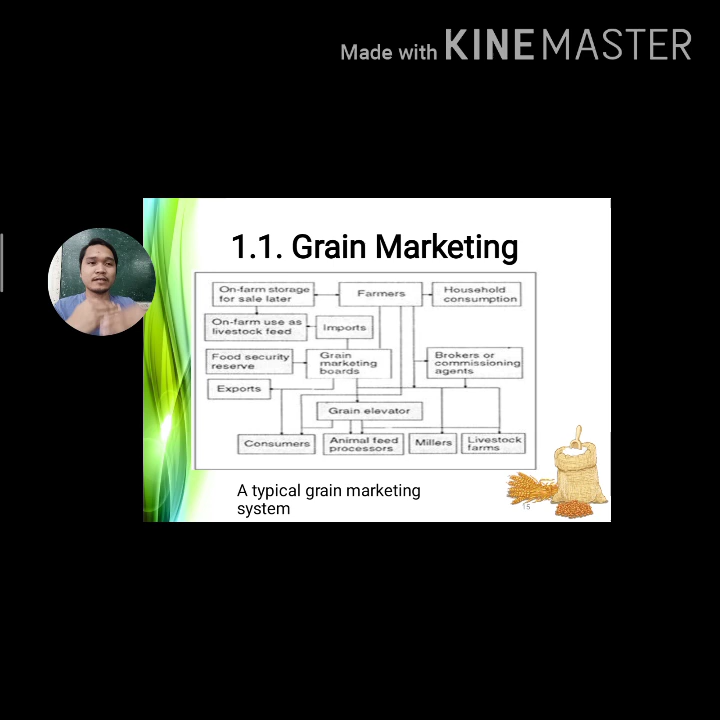 Made with KINEMASTER
1.1. Grain Marketing
On-farm storage
for sale later
Farmers
Household
consumption
On-farm use as
livestock feed
Imports
Food security
reserve
Grain
marketing
boards
Brokers or
commissioning
agents
Exports
Grain elevator
Consumers
Animal feed
processors
Millers
Livestock
farms
A typical grain marketing
system
15